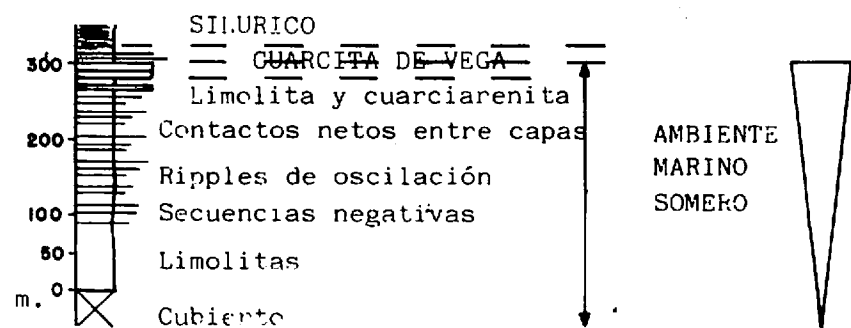 SILURICO
300 CUARCITA DE VEGA
Limolita y cuarciarenita
200 Contactos netos entre capas
AMBIENTE
MARINO
SOMERO
Ripples de oscilación
100 Secuencias negativas
50 Limolitas
m. 0
Cubierto